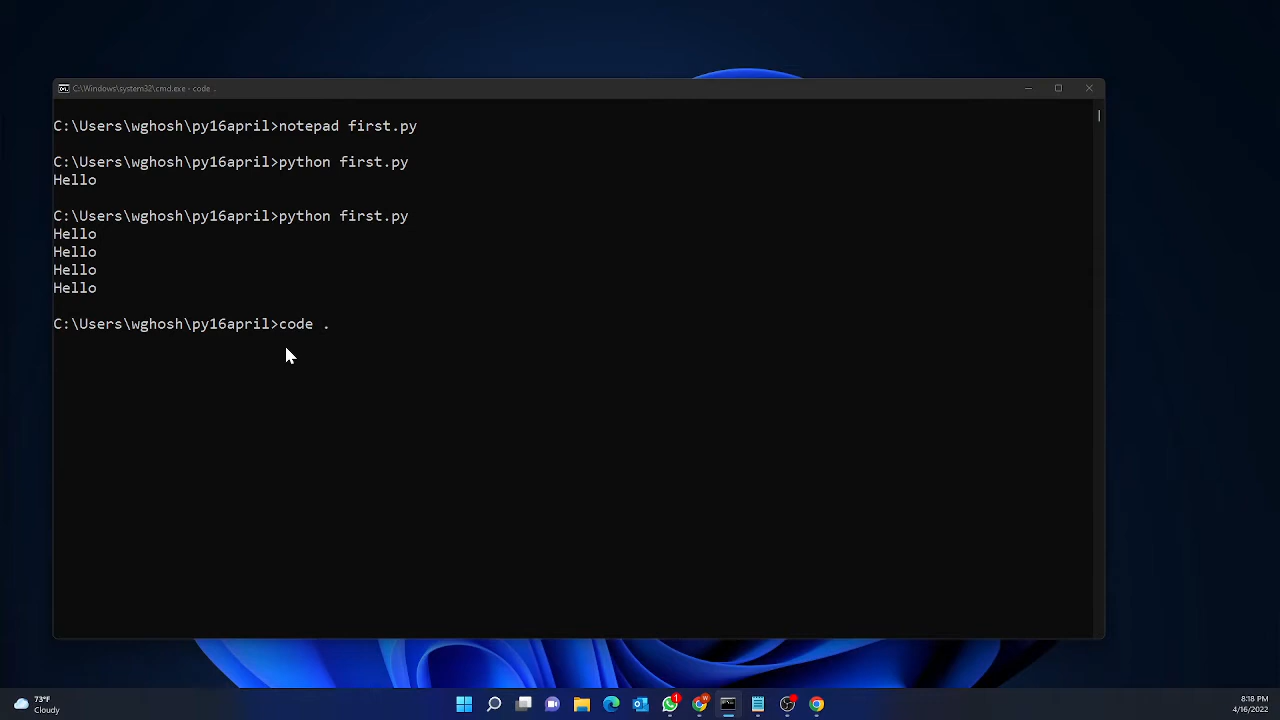 C:\Windows\system32\cmd.exe - code .
C:\Users\wghosh\py16april>notepad first.py
C:\Users\wghosh\py16april>python first.py
Hello
C:\Users\wghosh\py16april>python first.py
Hello
Hello
Hello
Hello
C:\Users\wghosh\py16april>code .
73°F
Cloudy
1
W
8:18 PM
4/16/2022